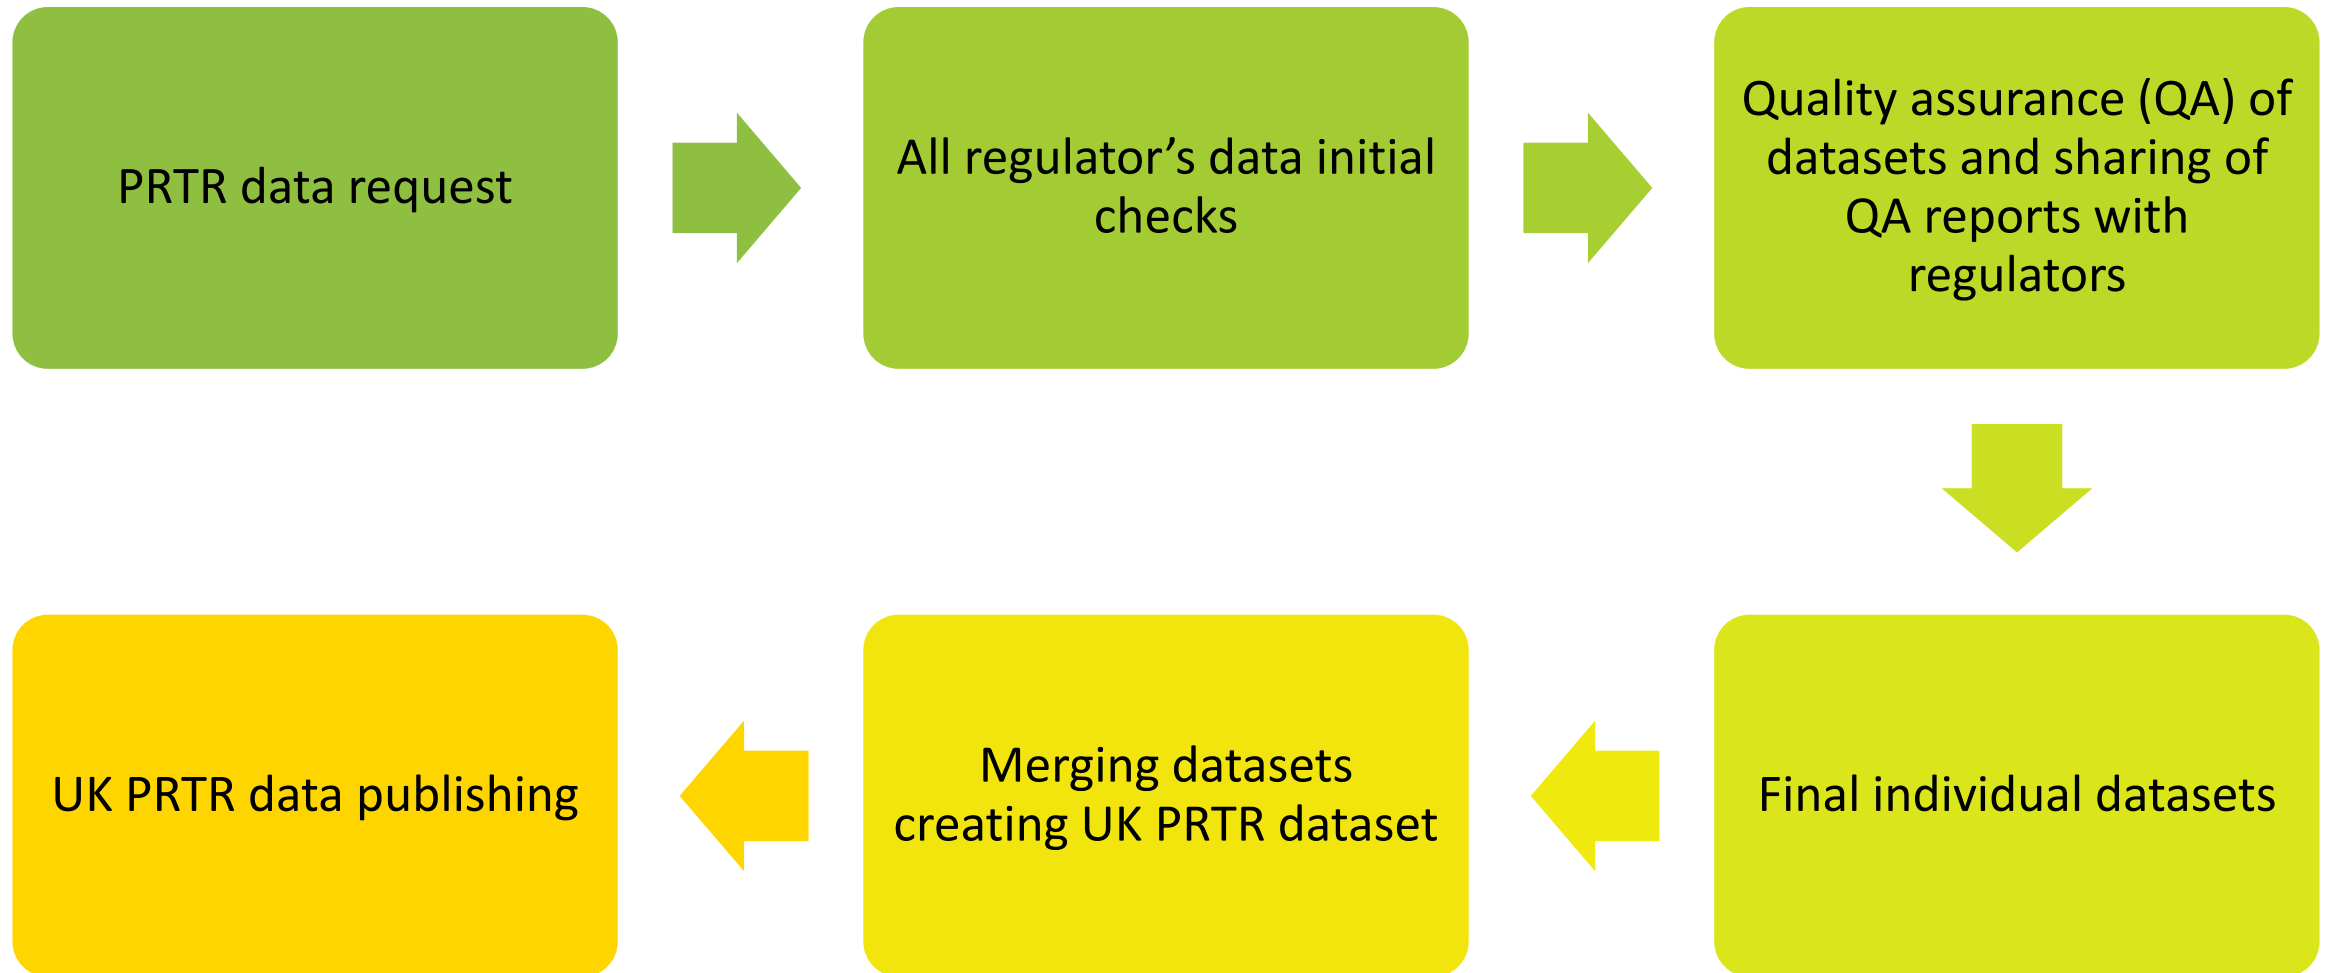 PRTR data request
All regulator’s data initial
checks
Quality assurance (QA) of
datasets and sharing of
QA reports with
regulators
Final individual datasets
Merging datasets
creating UK PRTR dataset
UK PRTR data publishing